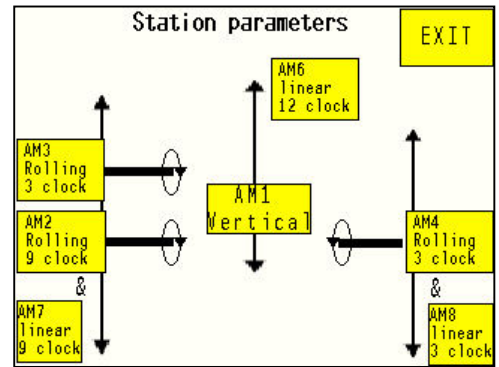 Station parameters
EXIT
AM6
linear
12 clock
AM3
Rolling
3 clock
AM1
Vertical
AM2
Rolling
9 clock
AM4
Rolling
3 clock
&
&
AM7
linear
9 clock
AM8
linear
3 clock